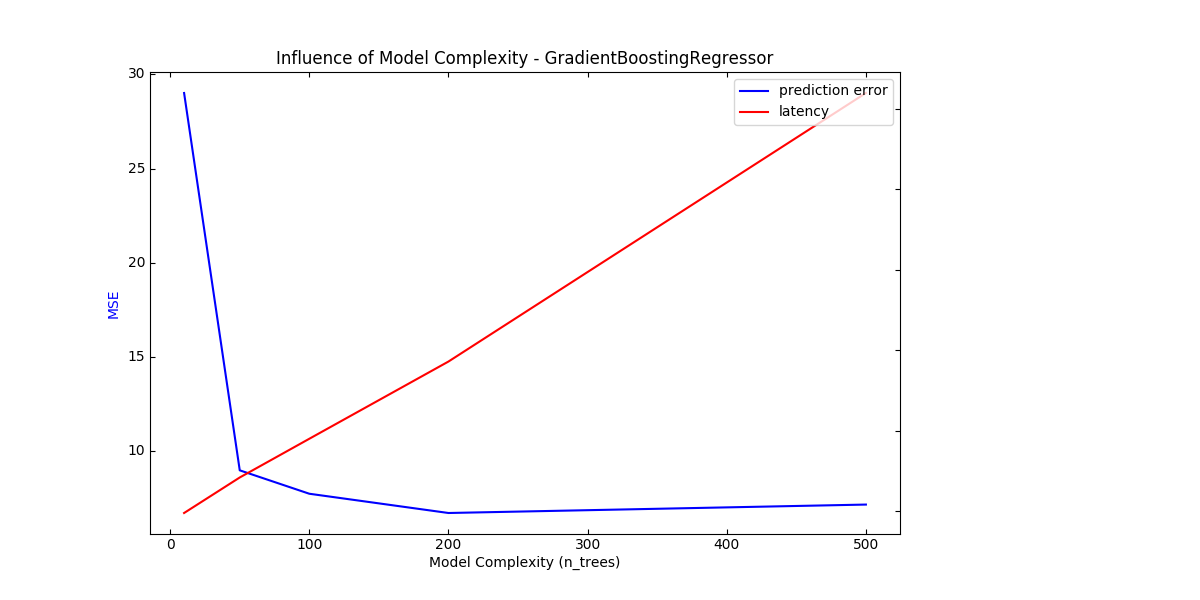 Influence of Model Complexity - GradientBoostingRegressor
prediction error
latency
30
25
20
15
10
MSE
0 100 200 300 400 500
Model Complexity (n_trees)